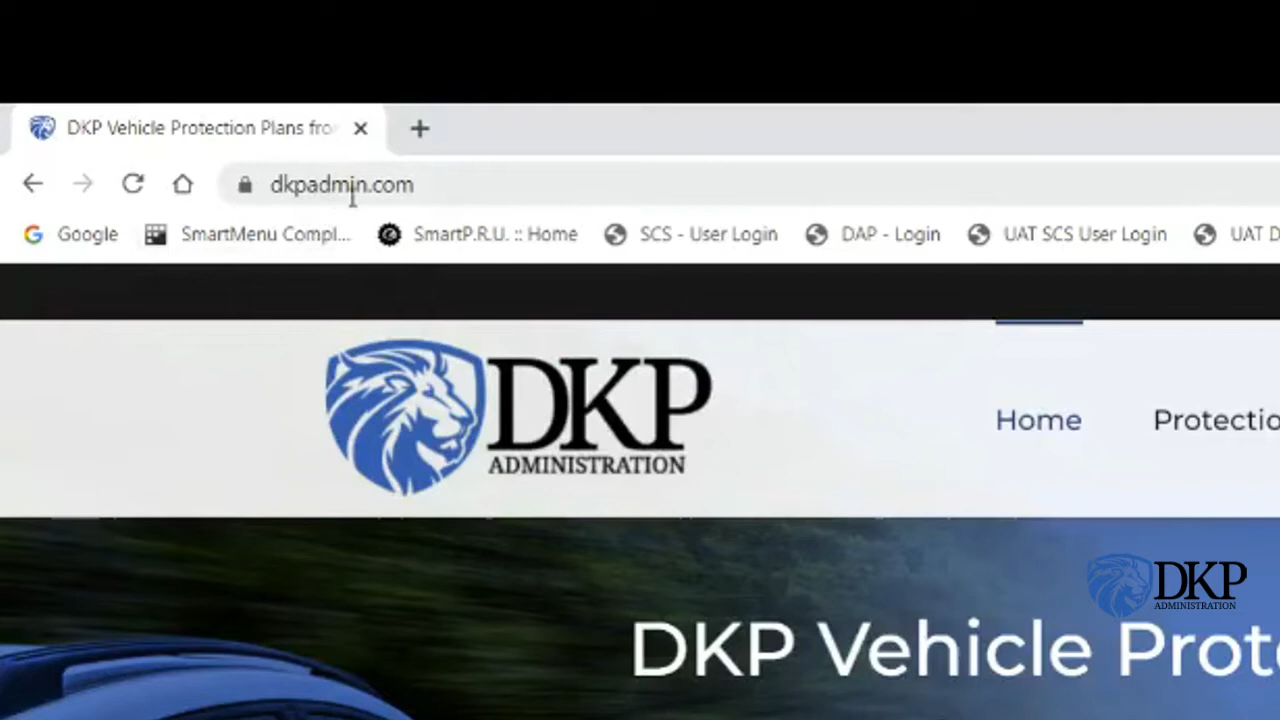 DKP Vehicle Protection Plans fro
dkpadmin.com
Google SmartMenu Compl... SmartP.R.U. :: Home SCS - User Login DAP - Login UAT SCS User Login UAT D
DKP
ADMINISTRATION
Home Protectio
DKP
ADMINISTRATION
DKP Vehicle Prote